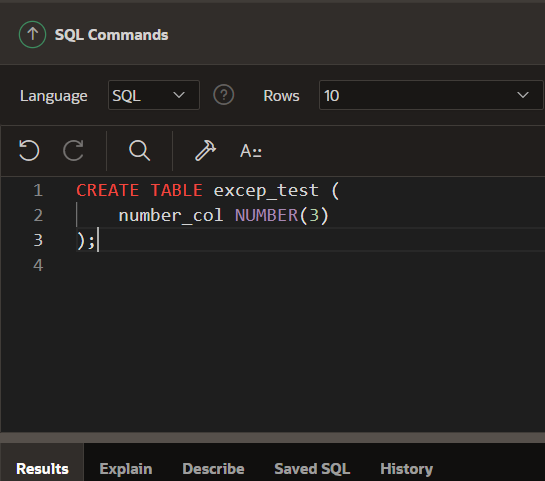 SQL Commands
Language SQL Rows 10
A::
1 CREATE TABLE excep_test (
2 number_col NUMBER(3)
3 );
4
Results Explain Describe Saved SQL History